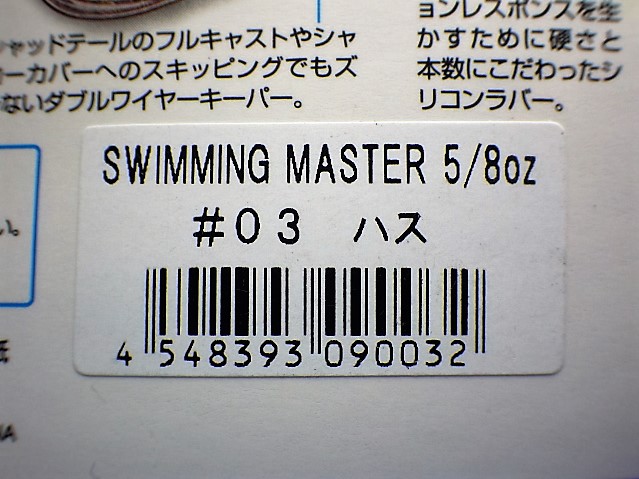 ャッドテールのフルキャストやシャ
ーカバーへのスキッピングでもズ
ないダブルワイヤーキーパー。
ョンレスポンスを生
かすために硬さと
本数にこだわったシ
リコンラバー。
SWIMMING MASTER 5/8oz
#03 ハス
4 548393 090032
い。